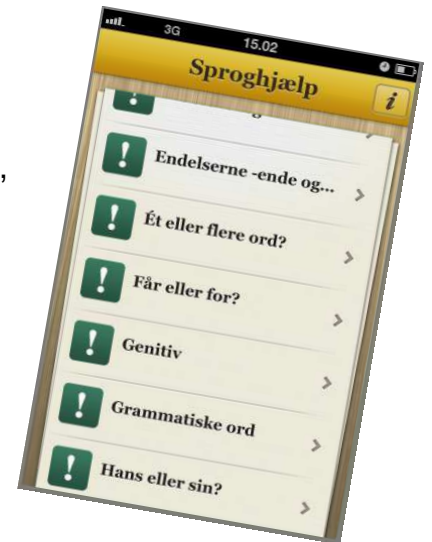 ,
3G
15.02
Sproghjælp
i
Endelserne -ende og...
Ét eller flere ord?
Får eller for?
Genitiv
Grammatiske ord
Hans eller sin?